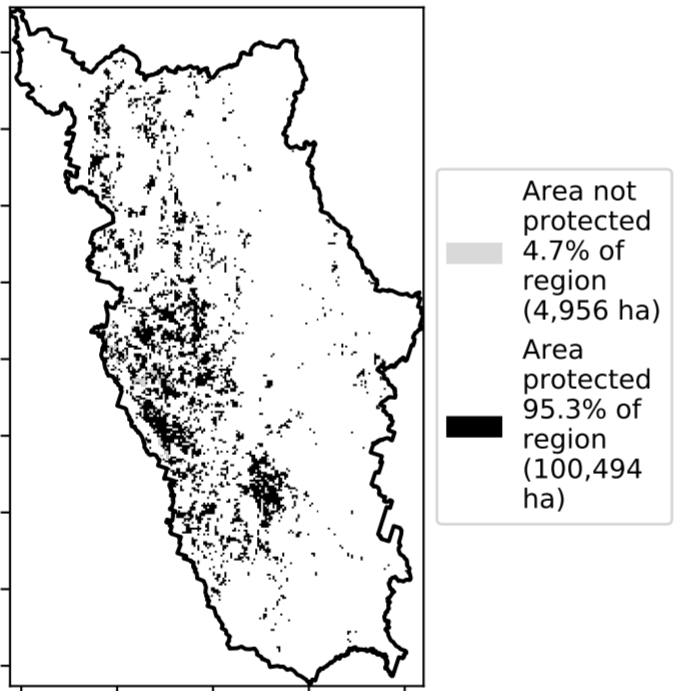 Area not
protected
4.7% of
region
(4,956 ha)
Area
protected
95.3% of
region
(100,494
ha)